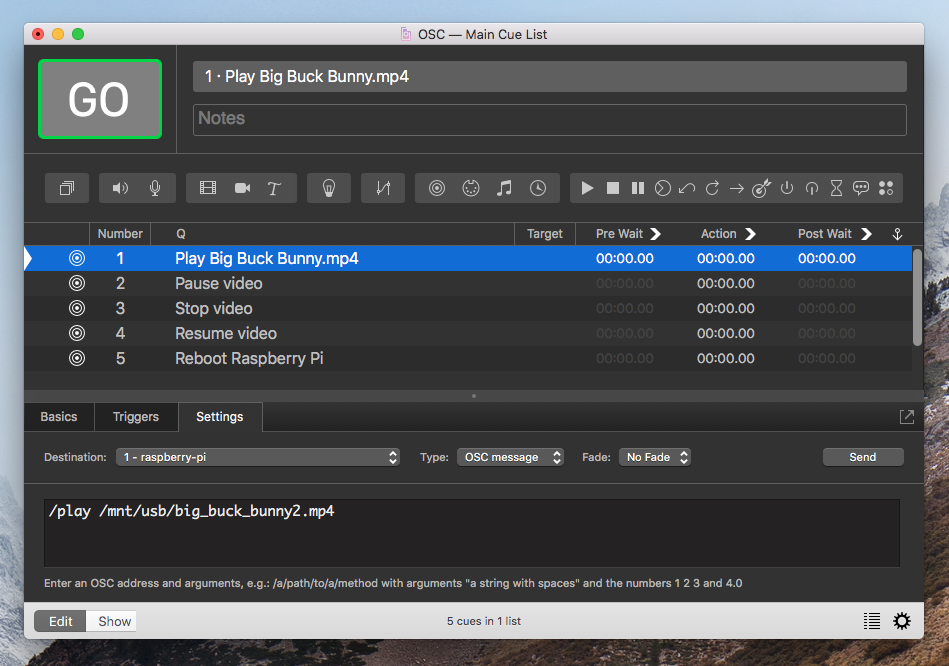 OSC — Main Cue List
GO
1 · Play Big Buck Bunny.mp4
Notes
Number Q Target Pre Wait Action Post Wait
1 Play Big Buck Bunny.mp4 00:00.00 00:00.00 00:00.00
2 Pause video 00:00.00 00:00.00 00:00.00
3 Stop video 00:00.00 00:00.00 00:00.00
4 Resume video 00:00.00 00:00.00 00:00.00
5 Reboot Raspberry Pi 00:00.00 00:00.00 00:00.00
Basics Triggers Settings
Destination: 1 - raspberry-pi Type: OSC message Fade: No Fade Send
/play /mnt/usb/big_buck_bunny2.mp4
Enter an OSC address and arguments, e.g.: /a/path/to/a/method with arguments "a string with spaces" and the numbers 1 2 3 and 4.0
Edit Show 5 cues in 1 list